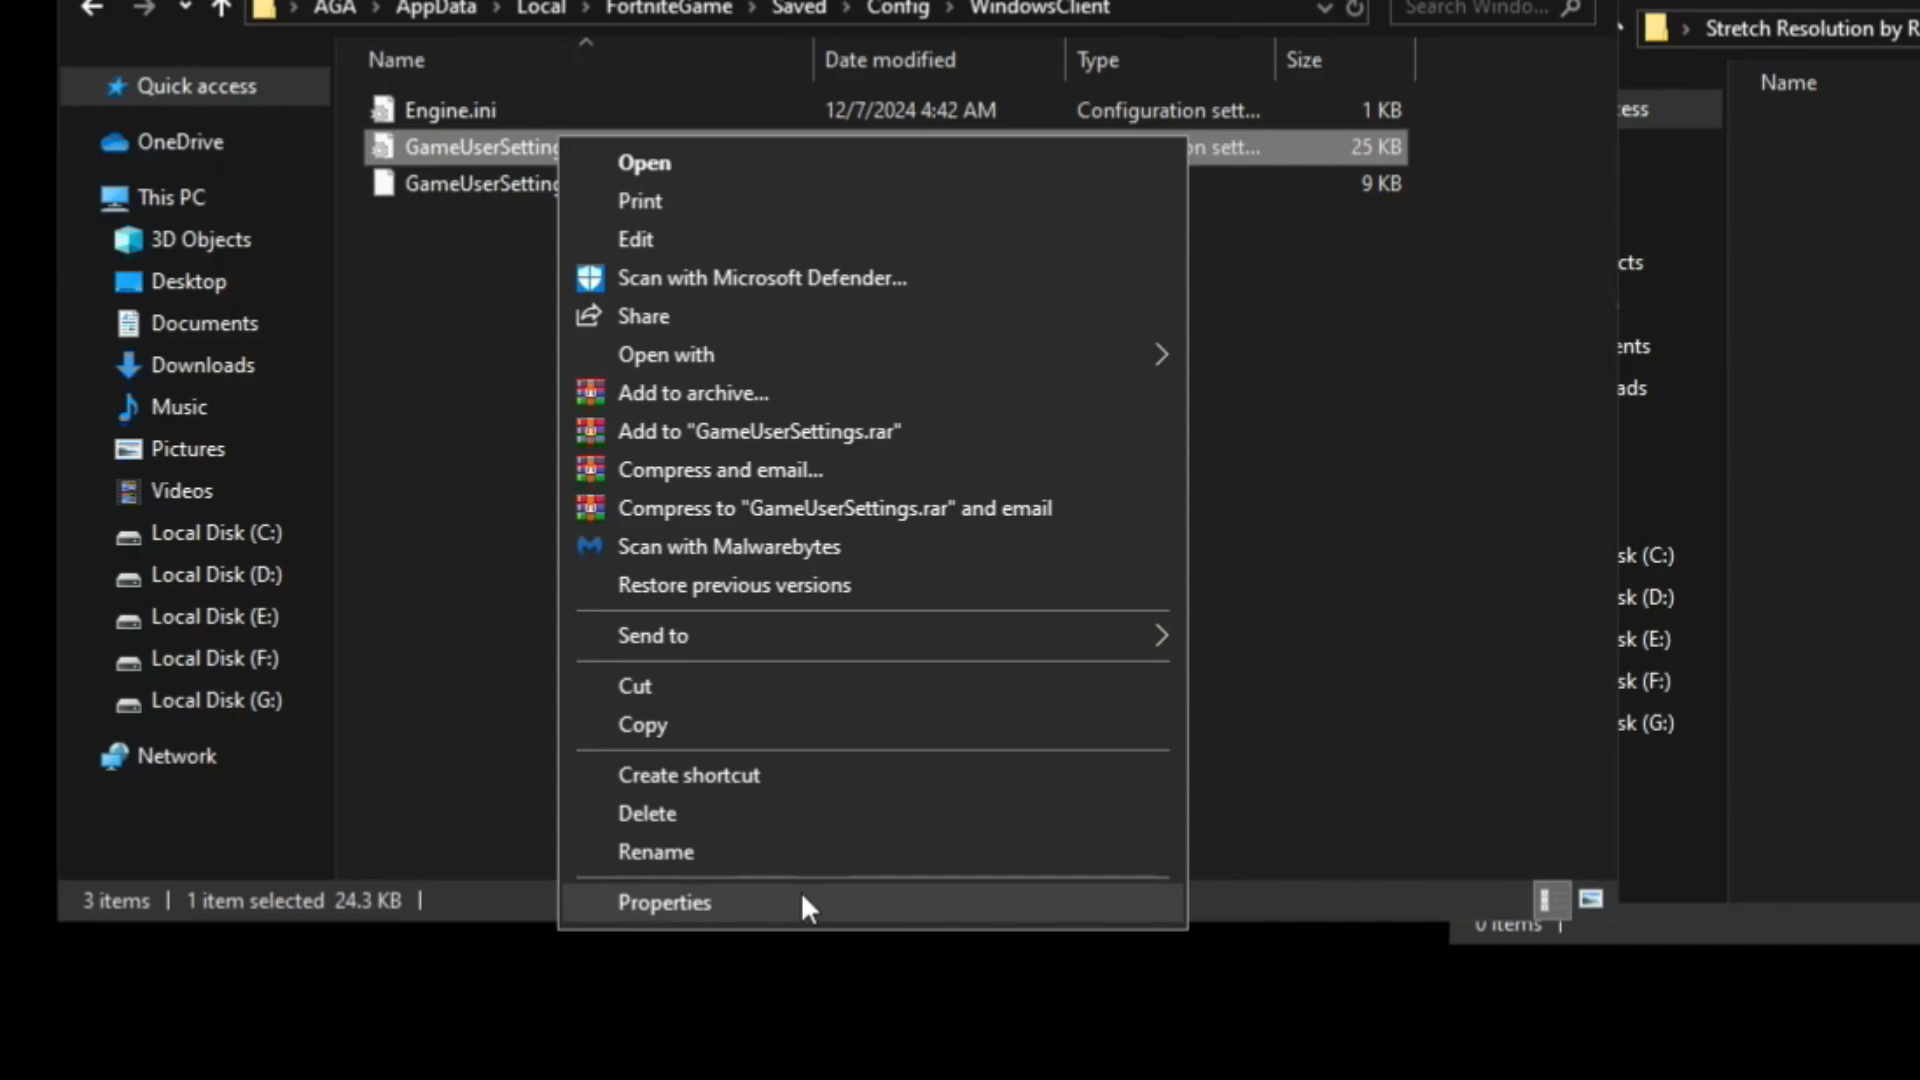 AGA > AppData > Local > FortniteGame > Saved > Config > WindowsClient
Search Windo...
Stretch Resolution by R
Name
Date modified
Type
Size
Name
Quick access
OneDrive
This PC
3D Objects
Desktop
Documents
Downloads
Music
Pictures
Videos
Local Disk (C:)
Local Disk (D:)
Local Disk (E:)
Local Disk (F:)
Local Disk (G:)
Network
Engine.ini 12/7/2024 4:42 AM Configuration sett... 1 KB
GameUserSetting on sett... 25 KB
GameUserSetting 9 KB
Open
Print
Edit
Scan with Microsoft Defender...
Share
Open with
Add to archive...
Add to "GameUserSettings.rar"
Compress and email...
Compress to "GameUserSettings.rar" and email
Scan with Malwarebytes
Restore previous versions
Send to
Cut
Copy
Create shortcut
Delete
Rename
Properties
ess
cts
ents
ads
sk (C:)
sk (D:)
sk (E:)
sk (F:)
sk (G:)
3 items | 1 item selected 24.3 KB |
0 items |